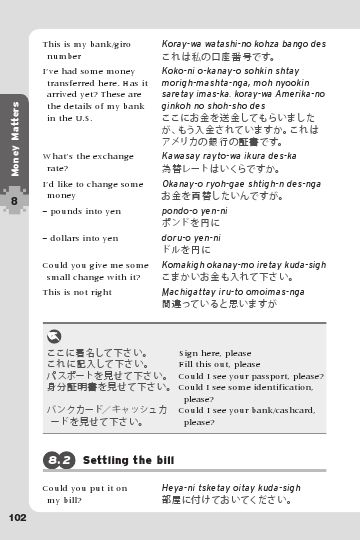 This is my bank/giro
number
Koray-wa watashi-no kohza bango des
これは私の口座番号です。
I've had some money
transferred here. Has it
arrived yet? These are
the details of my bank
in the U.S.
Koko-ni o-kanay-o sohkin shtay
morigh-mashta-nga, moh nyookin
saretay imas-ka. koray-wa Amerika-no
ginkoh no shoh-sho des
ここにお金を送金してもらいました
が、もう入金されていますか。これは
アメリカの銀行の証書です。
What's the exchange
rate?
Kawasay rayto-wa ikura des-ka
為替レートはいくらですか。
I'd like to change some
money
Okanay-o ryoh-gae shtigh-n des-nga
お金を両替したいんですが。
– pounds into yen
pondo-o yen-ni
ポンドを円に
– dollars into yen
doru-o yen-ni
ドルを円に
Could you give me some
small change with it?
Komakigh okanay-mo iretay kuda-sigh
こまかいお金も入れて下さい。
This is not right
Machigattay iru-to omoimas-nga
間違っていると思いますが
ここに署名して下さい。
Sign here, please
これに記入して下さい。
Fill this out, please
パスポートを見せて下さい。
Could I see your passport, please?
身分証明書を見せて下さい。
Could I see some identification,
please?
バンクカード／キャッシュカ
ードを見せて下さい。
Could I see your bank/cashcard,
please?
8.2 Settling the bill
Could you put it on
my bill?
Heya-ni tsketay oitay kuda-sigh
部屋に付けておいてください。
Money Matters
8
102